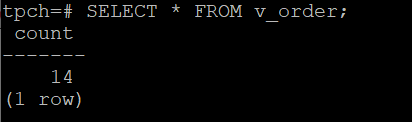 tpch=# SELECT * FROM v_order;
count
-------
14
(1 row)